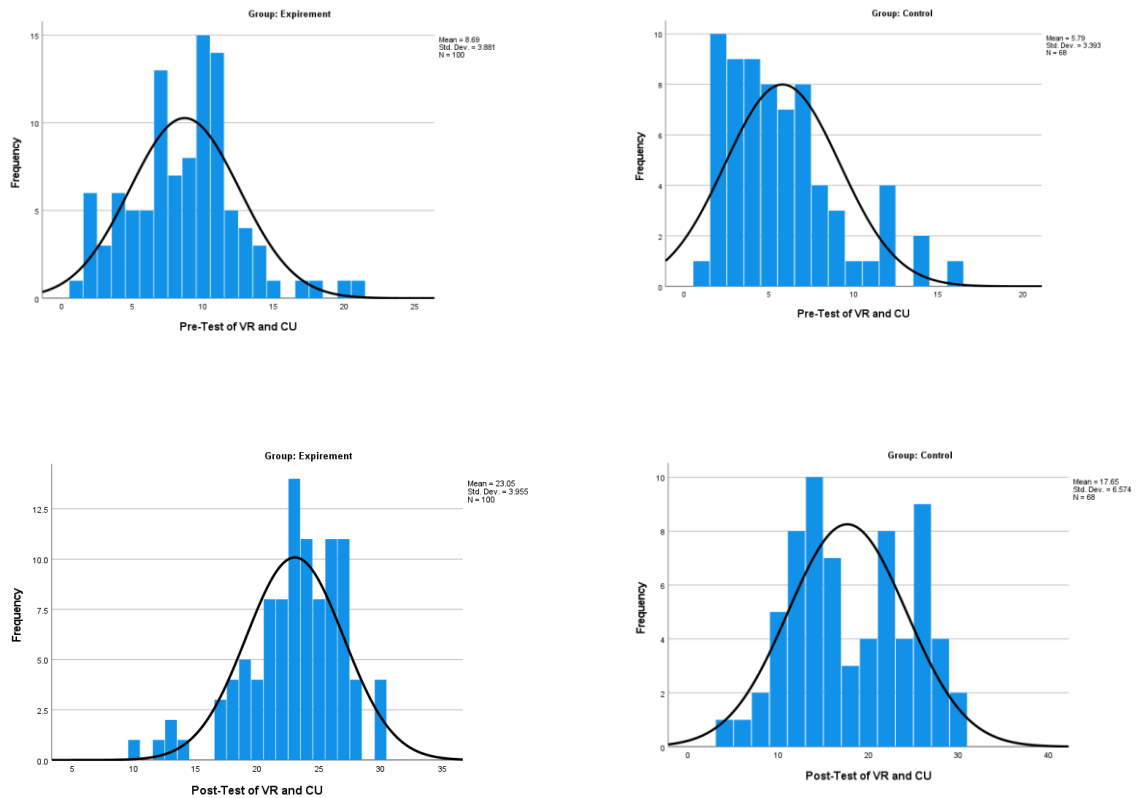 Group: Expirement
Mean = 8.69
Std. Dev. = 3.881
N = 100
15
10
5
0
Frequency
0 5 10 15 20 25
Pre-Test of VR and CU
Group: Control
Mean = 5.79
Std. Dev. = 3.393
N = 68
10
8
6
4
2
0
Frequency
0 5 10 15 20
Pre-Test of VR and CU
Group: Expirement
Mean = 23.05
Std. Dev. = 3.955
N = 100
12.5
10.0
7.5
5.0
2.5
0.0
Frequency
5 10 15 20 25 30 35
Post-Test of VR and CU
Group: Control
Mean = 17.65
Std. Dev. = 6.574
N = 68
10
8
6
4
2
0
Frequency
0 10 20 30 40
Post-Test of VR and CU